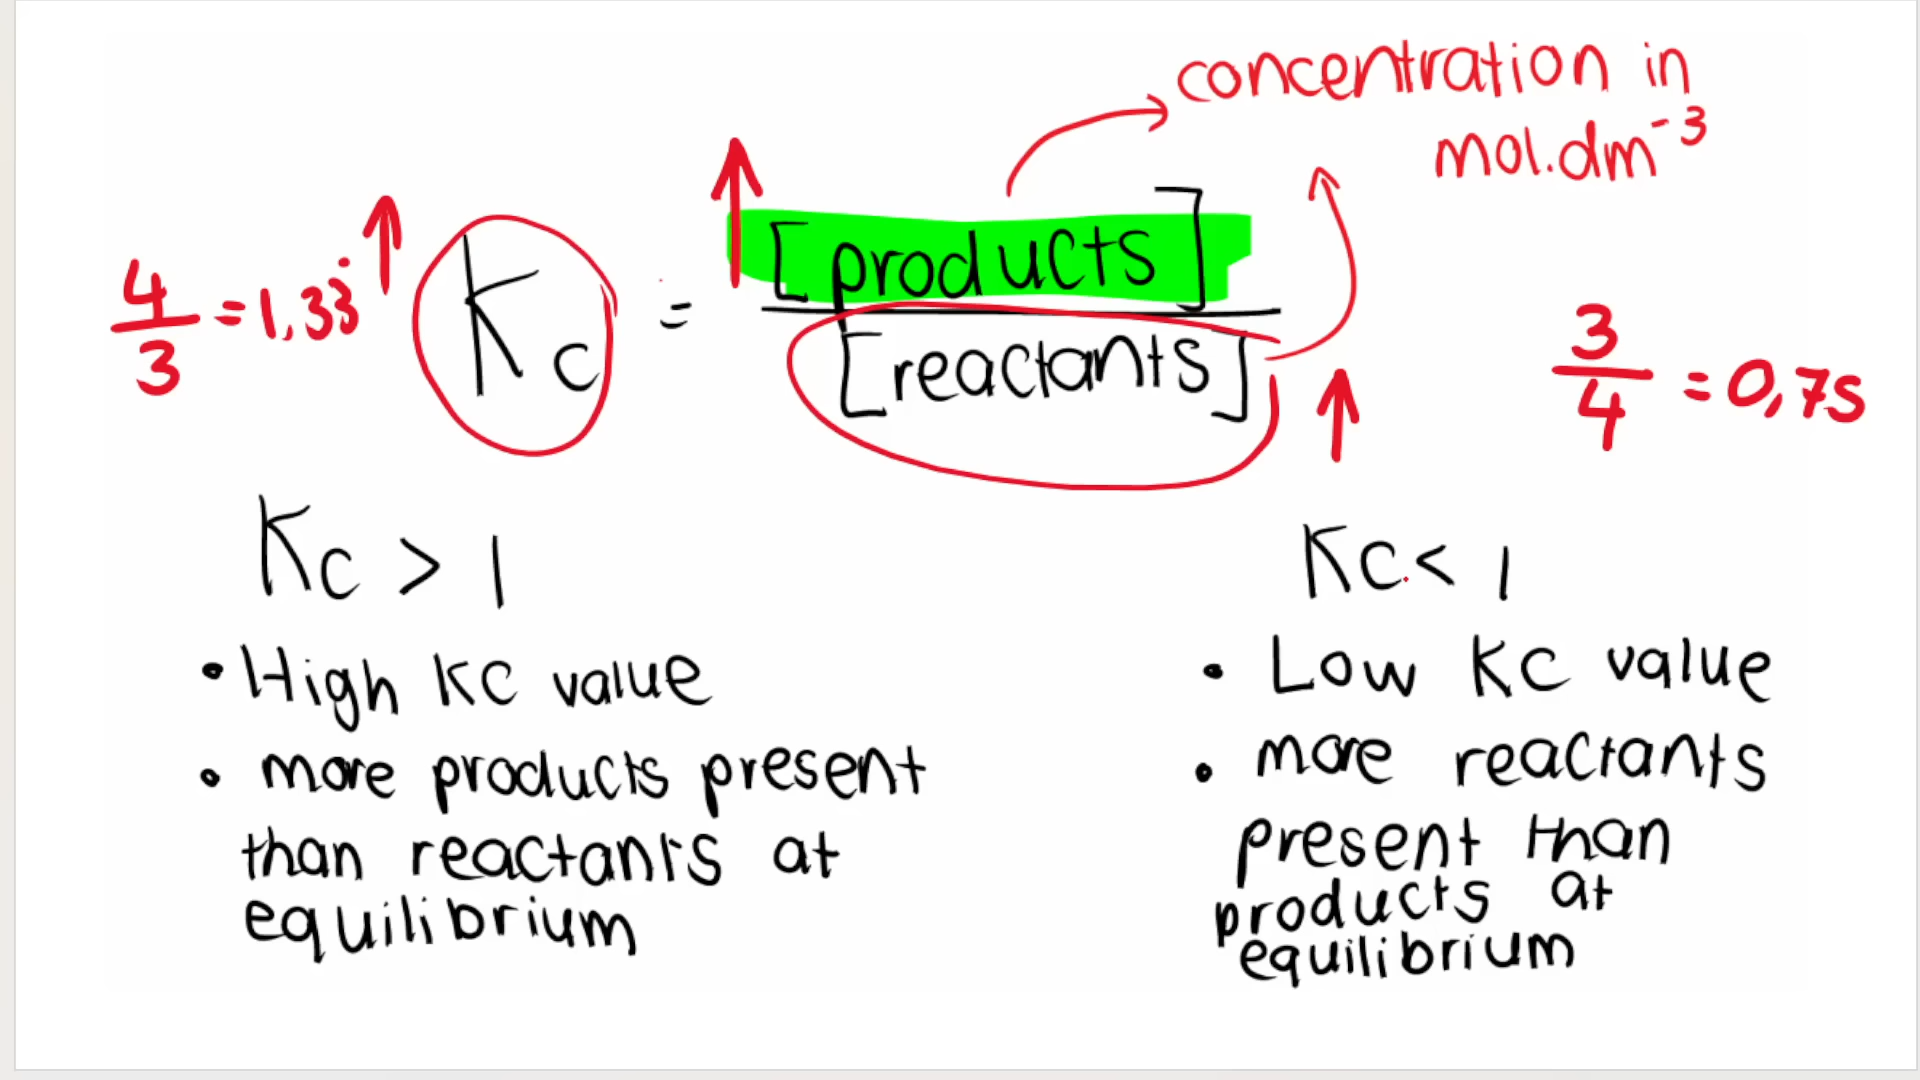 concentration in
mol.dm⁻³
4/3 = 1,33̇
Kc = [products]/[reactants]
3/4 = 0,75
Kc > 1
• High KC value
• more products present
than reactants at
equilibrium
Kc < 1
• Low KC value
• more reactants
present than
products at
equilibrium